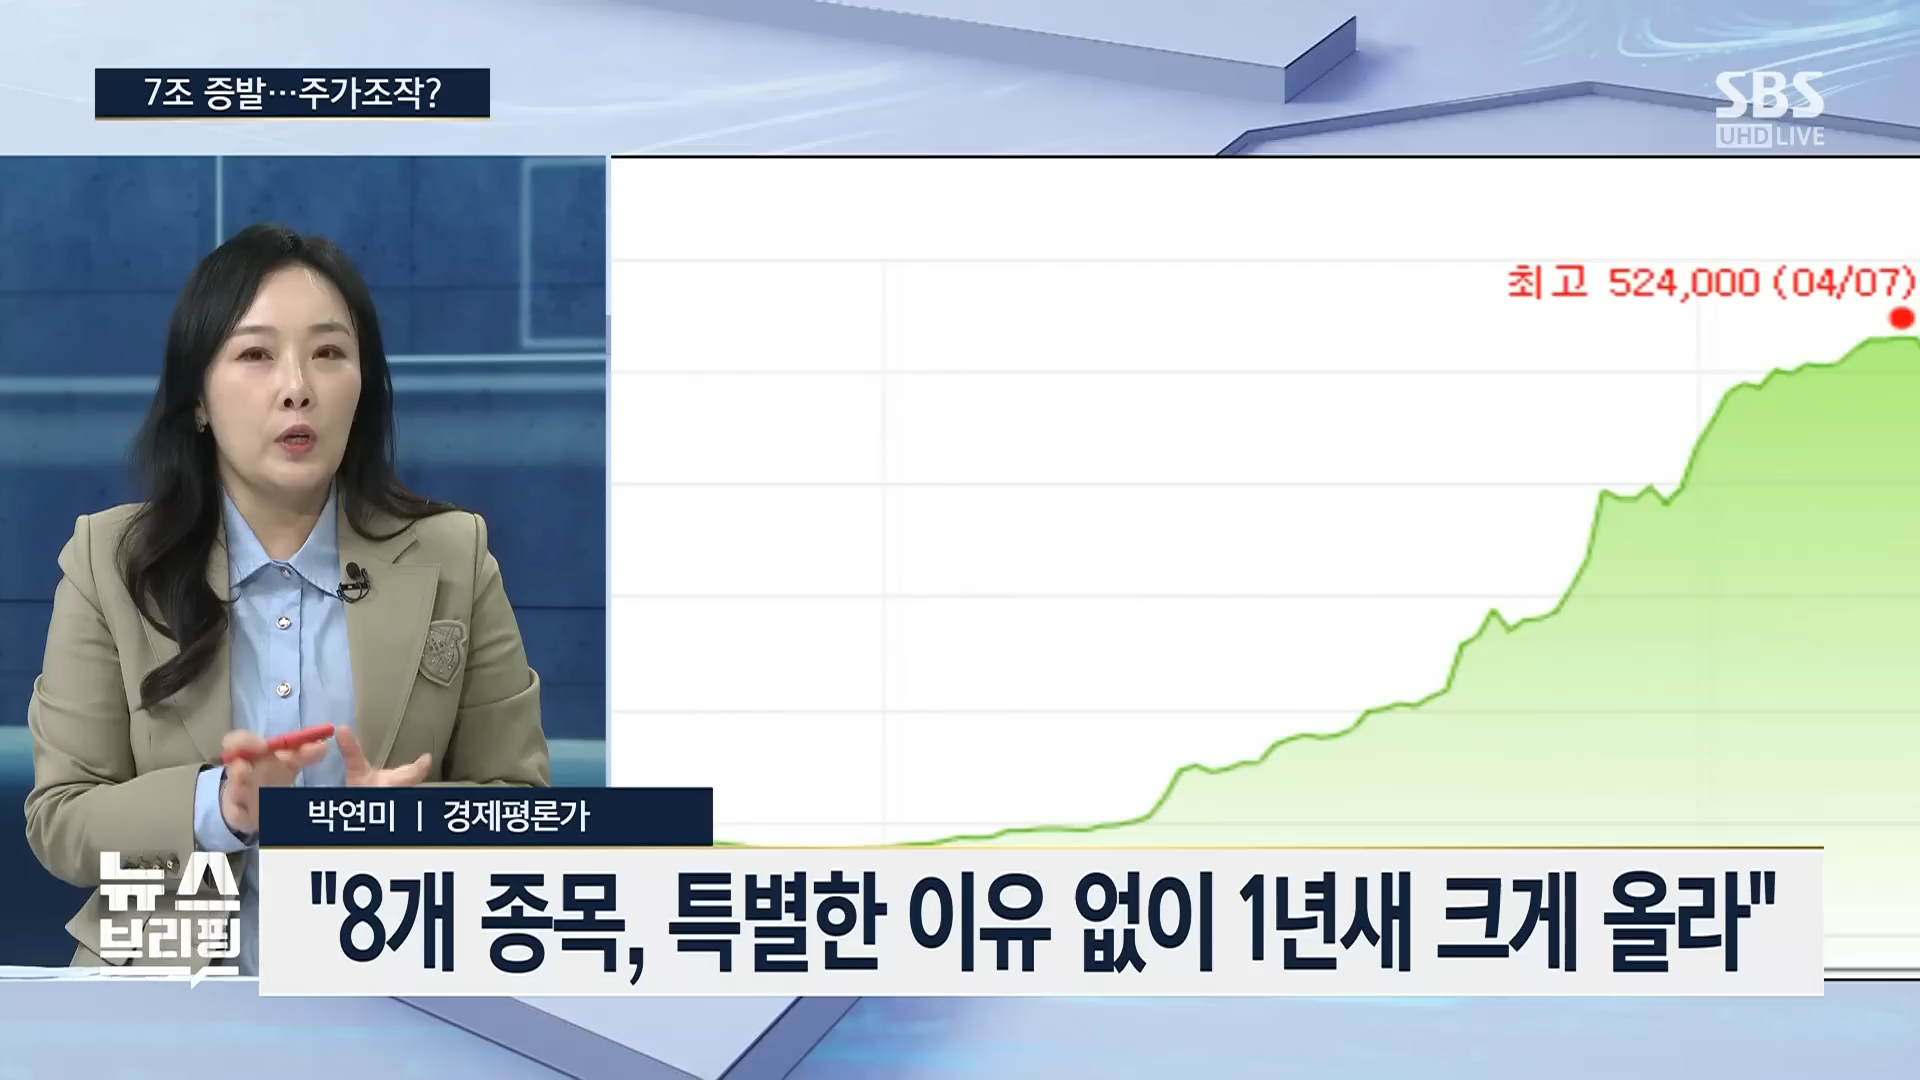 7조 증발…주가조작?
SBS
UHD LIVE
최고 524,000 (04/07)
박연미 | 경제평론가
뉴스
브리핑
"8개 종목, 특별한 이유 없이 1년새 크게 올라"